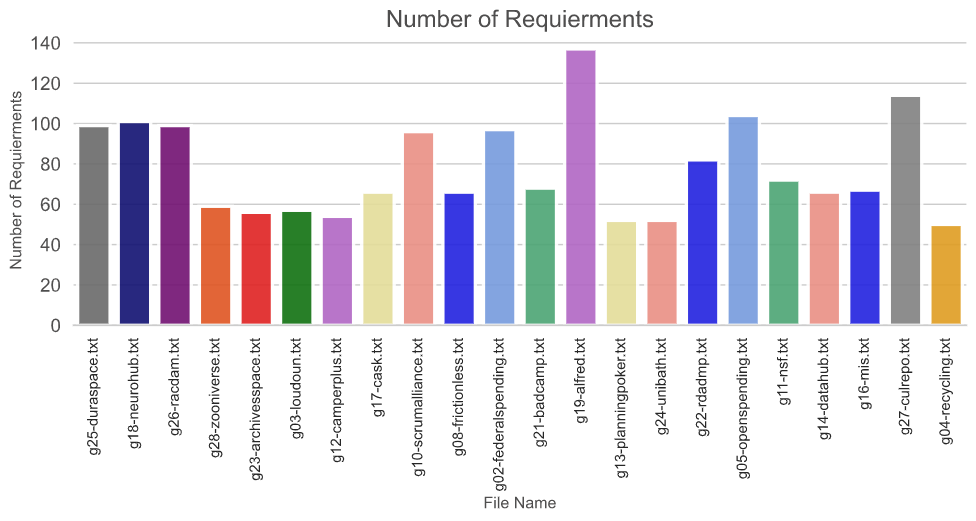 Number of Requierments
Number of Requierments
140
120
100
80
60
40
20
0
g25-duraspace.txt
g18-neurohub.txt
g26-racdam.txt
g28-zooniverse.txt
g23-archivesspace.txt
g03-loudoun.txt
g12-camperplus.txt
g17-cask.txt
g10-scrumalliance.txt
g08-frictionless.txt
g02-federalspending.txt
g21-badcamp.txt
g19-alfred.txt
g13-planningpoker.txt
g24-unibath.txt
g22-rdadmp.txt
g05-openspending.txt
g11-nsf.txt
g14-datahub.txt
g16-mis.txt
g27-culrepo.txt
g04-recycling.txt
File Name